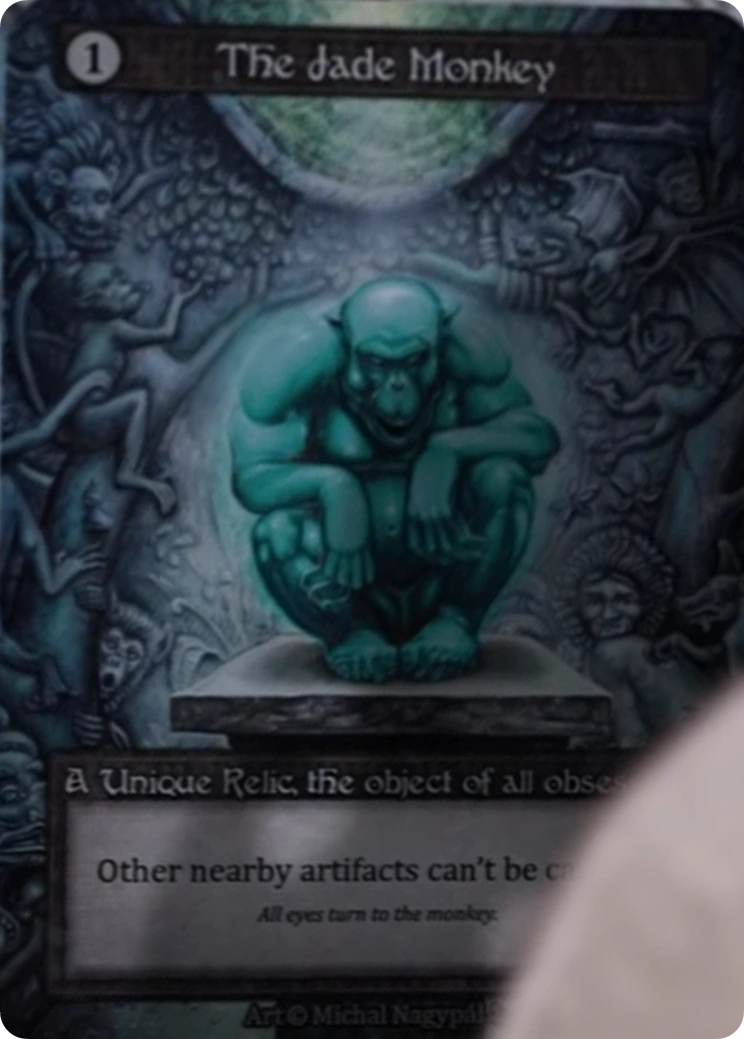 1
The Jade Monkey
A Unique Relic, the object of all
Other nearby artifacts can't be
All eyes turn to the monkey.
Art © Michal Nagypál